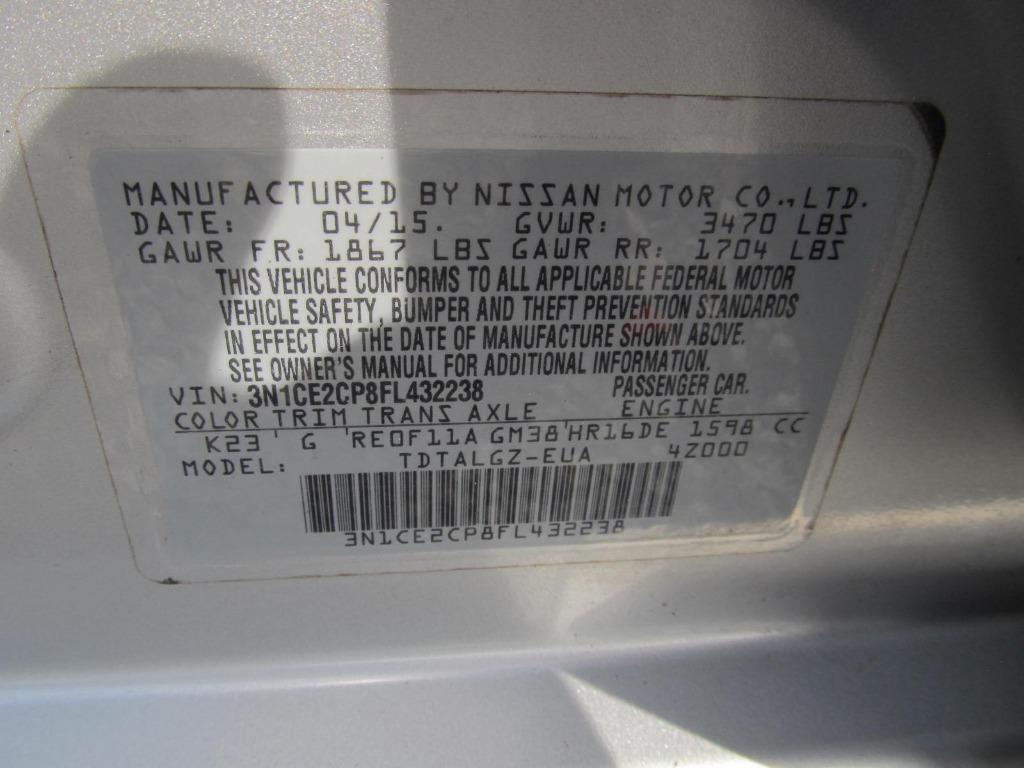 MANUFACTURED BY NISSAN MOTOR CO.,LTD.
DATE: 04/15. GVWR: 3470 LBS
GAWR FR: 1867 LBS GAWR RR: 1704 LBS
THIS VEHICLE CONFORMS TO ALL APPLICABLE FEDERAL MOTOR
VEHICLE SAFETY, BUMPER AND THEFT PREVENTION STANDARDS
IN EFFECT ON THE DATE OF MANUFACTURE SHOWN ABOVE.
SEE OWNER'S MANUAL FOR ADDITIONAL INFORMATION.
VIN: 3N1CE2CP8FL432238 PASSENGER CAR.
COLOR TRIM TRANS AXLE ENGINE
K23 ' G 'RE0F11A GM38'HR16DE 1598 CC
MODEL: TDTALGZ-EUA 4Z000
3N1CE2CP8FL432238